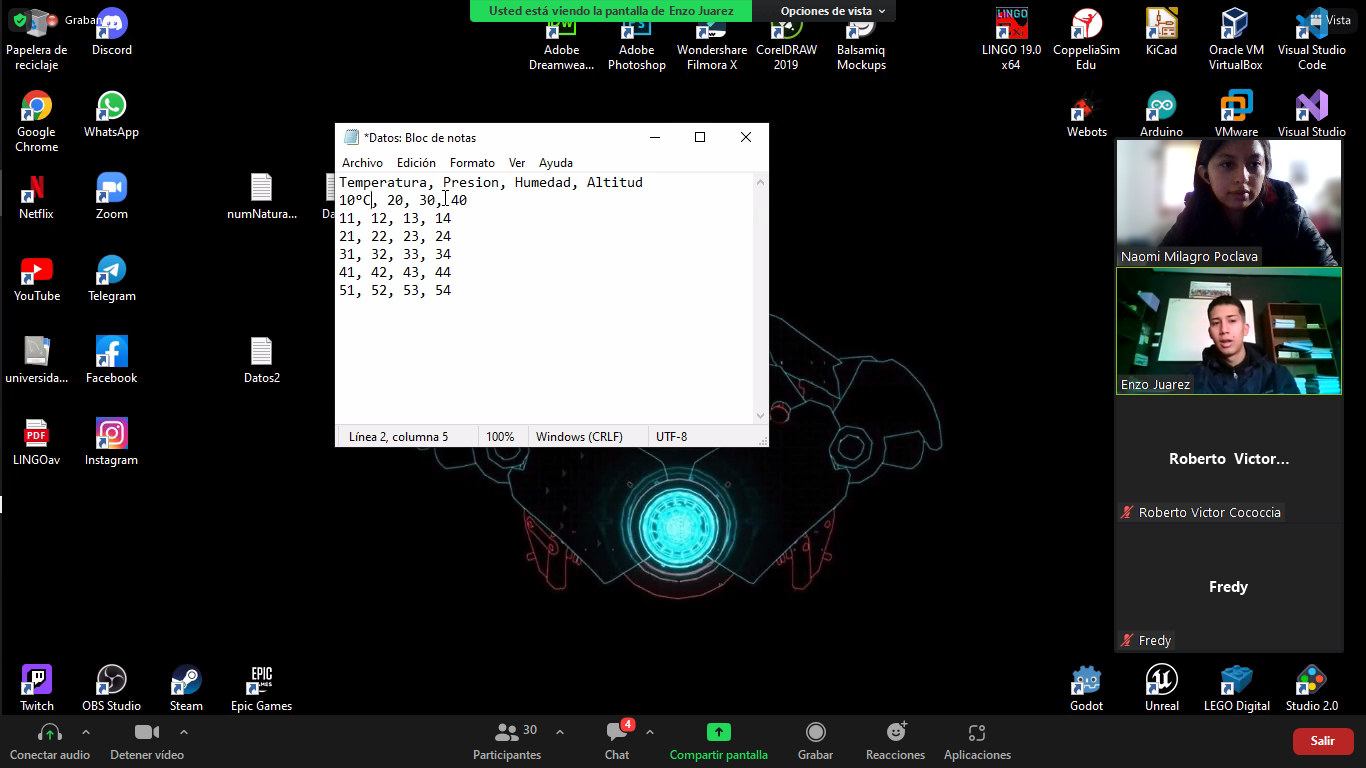 Graban
Usted está viendo la pantalla de Enzo Juarez
Opciones de vista
Vista
Papelera de
reciclaje
Discord
Adobe
Dreamwea...
Adobe
Photoshop
Wondershare
Filmora X
CorelDRAW
2019
Balsamiq
Mockups
LINGO 19.0
x64
CoppeliaSim
Edu
KiCad
Oracle VM
VirtualBox
Visual Studio
Code
Google
Chrome
WhatsApp
Webots
Arduino
VMware
Visual Studio
Netflix
Zoom
numNatura...
Da
YouTube
Telegram
universida...
Facebook
Datos2
PDF
LINGOav
Instagram
*Datos: Bloc de notas
Archivo Edición Formato Ver Ayuda
Temperatura, Presion, Humedad, Altitud
10ºC, 20, 30, 40
11, 12, 13, 14
21, 22, 23, 24
31, 32, 33, 34
41, 42, 43, 44
51, 52, 53, 54
Línea 2, columna 5 100% Windows (CRLF) UTF-8
Naomi Milagro Poclava
Enzo Juarez
Roberto Victor...
Roberto Victor Cococcia
Fredy
Fredy
Twitch
OBS Studio
Steam
EPIC
GAMES
Epic Games
Godot
Unreal
LEGO Digital
Studio 2.0
Conectar audio
Detener vídeo
30
Participantes
4
Chat
Compartir pantalla
Grabar
Reacciones
Aplicaciones
Salir